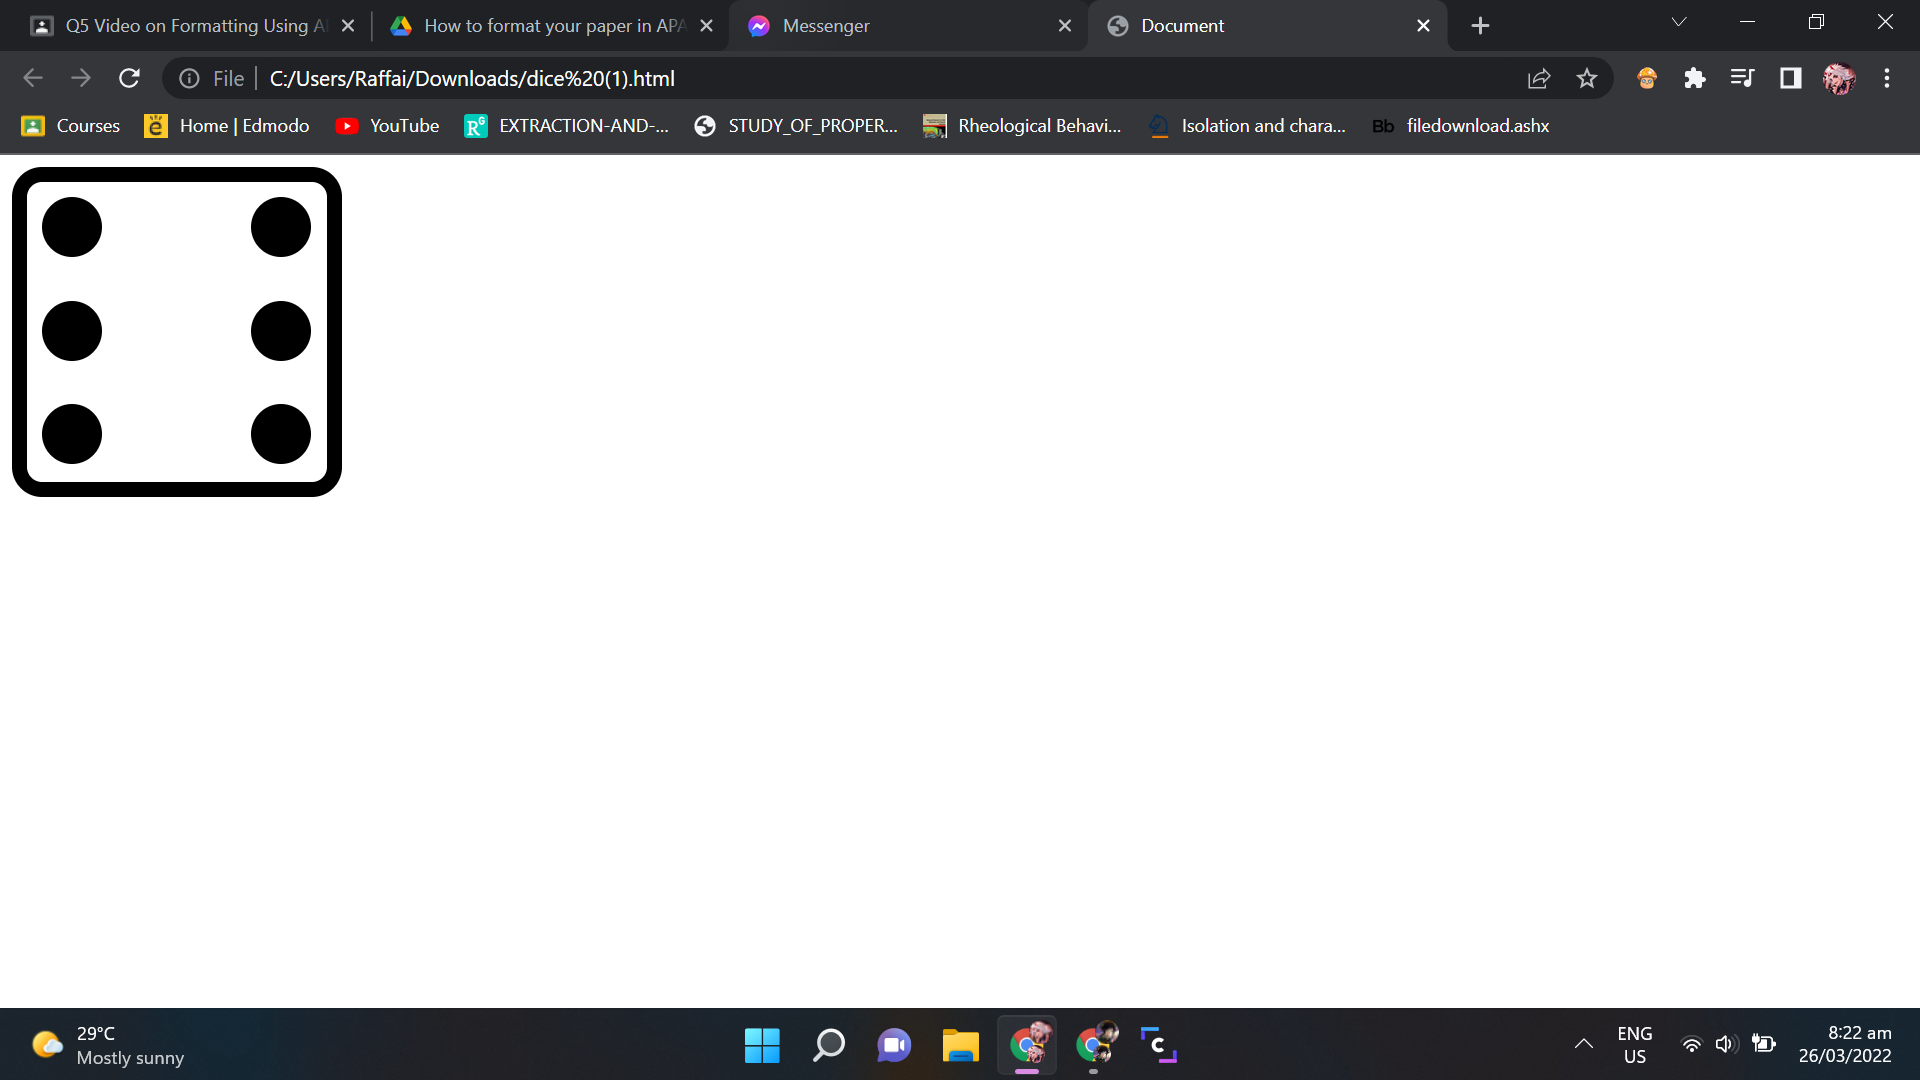 Q5 Video on Formatting Using A
How to format your paper in APA
Messenger
Document
File
C:/Users/Raffai/Downloads/dice%20(1).html
Courses
Home | Edmodo
YouTube
EXTRACTION-AND-...
STUDY_OF_PROPER...
Rheological Behavi...
Isolation and chara...
filedownload.ashx
29°C
Mostly sunny
ENG
US
8:22 am
26/03/2022